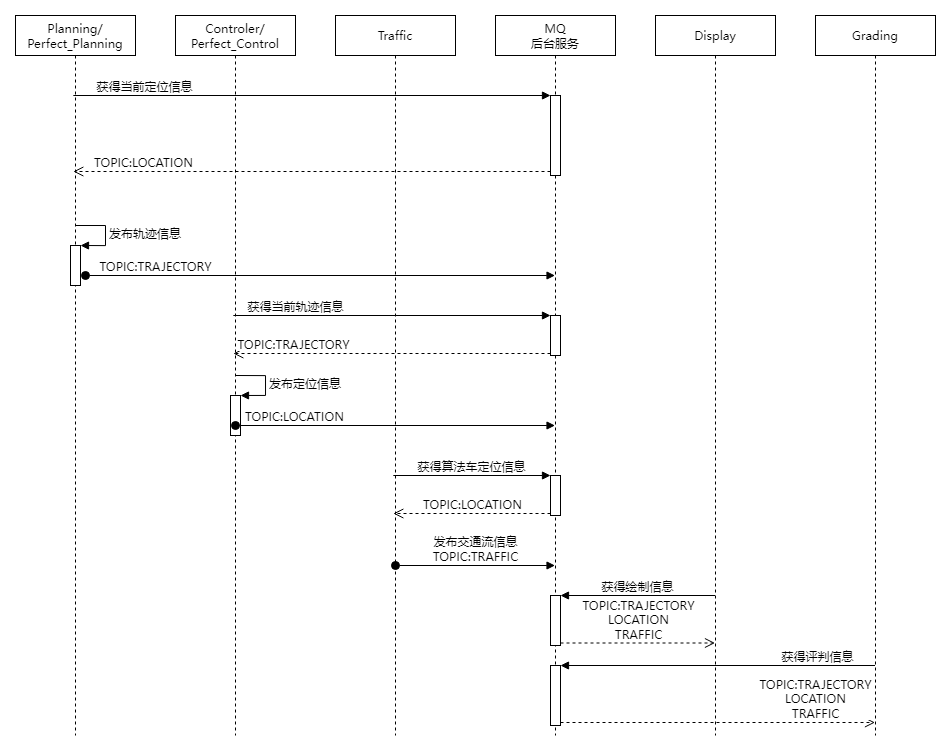 Planning/
Perfect_Planning
Controler/
Perfect_Control
Traffic
MQ
后台服务
Display
Grading
获得当前定位信息
TOPIC:LOCATION
发布轨迹信息
TOPIC:TRAJECTORY
获得当前轨迹信息
TOPIC:TRAJECTORY
发布定位信息
TOPIC:LOCATION
获得算法车定位信息
TOPIC:LOCATION
发布交通流信息
TOPIC:TRAFFIC
获得绘制信息
TOPIC:TRAJECTORY
LOCATION
TRAFFIC
获得评判信息
TOPIC:TRAJECTORY
LOCATION
TRAFFIC